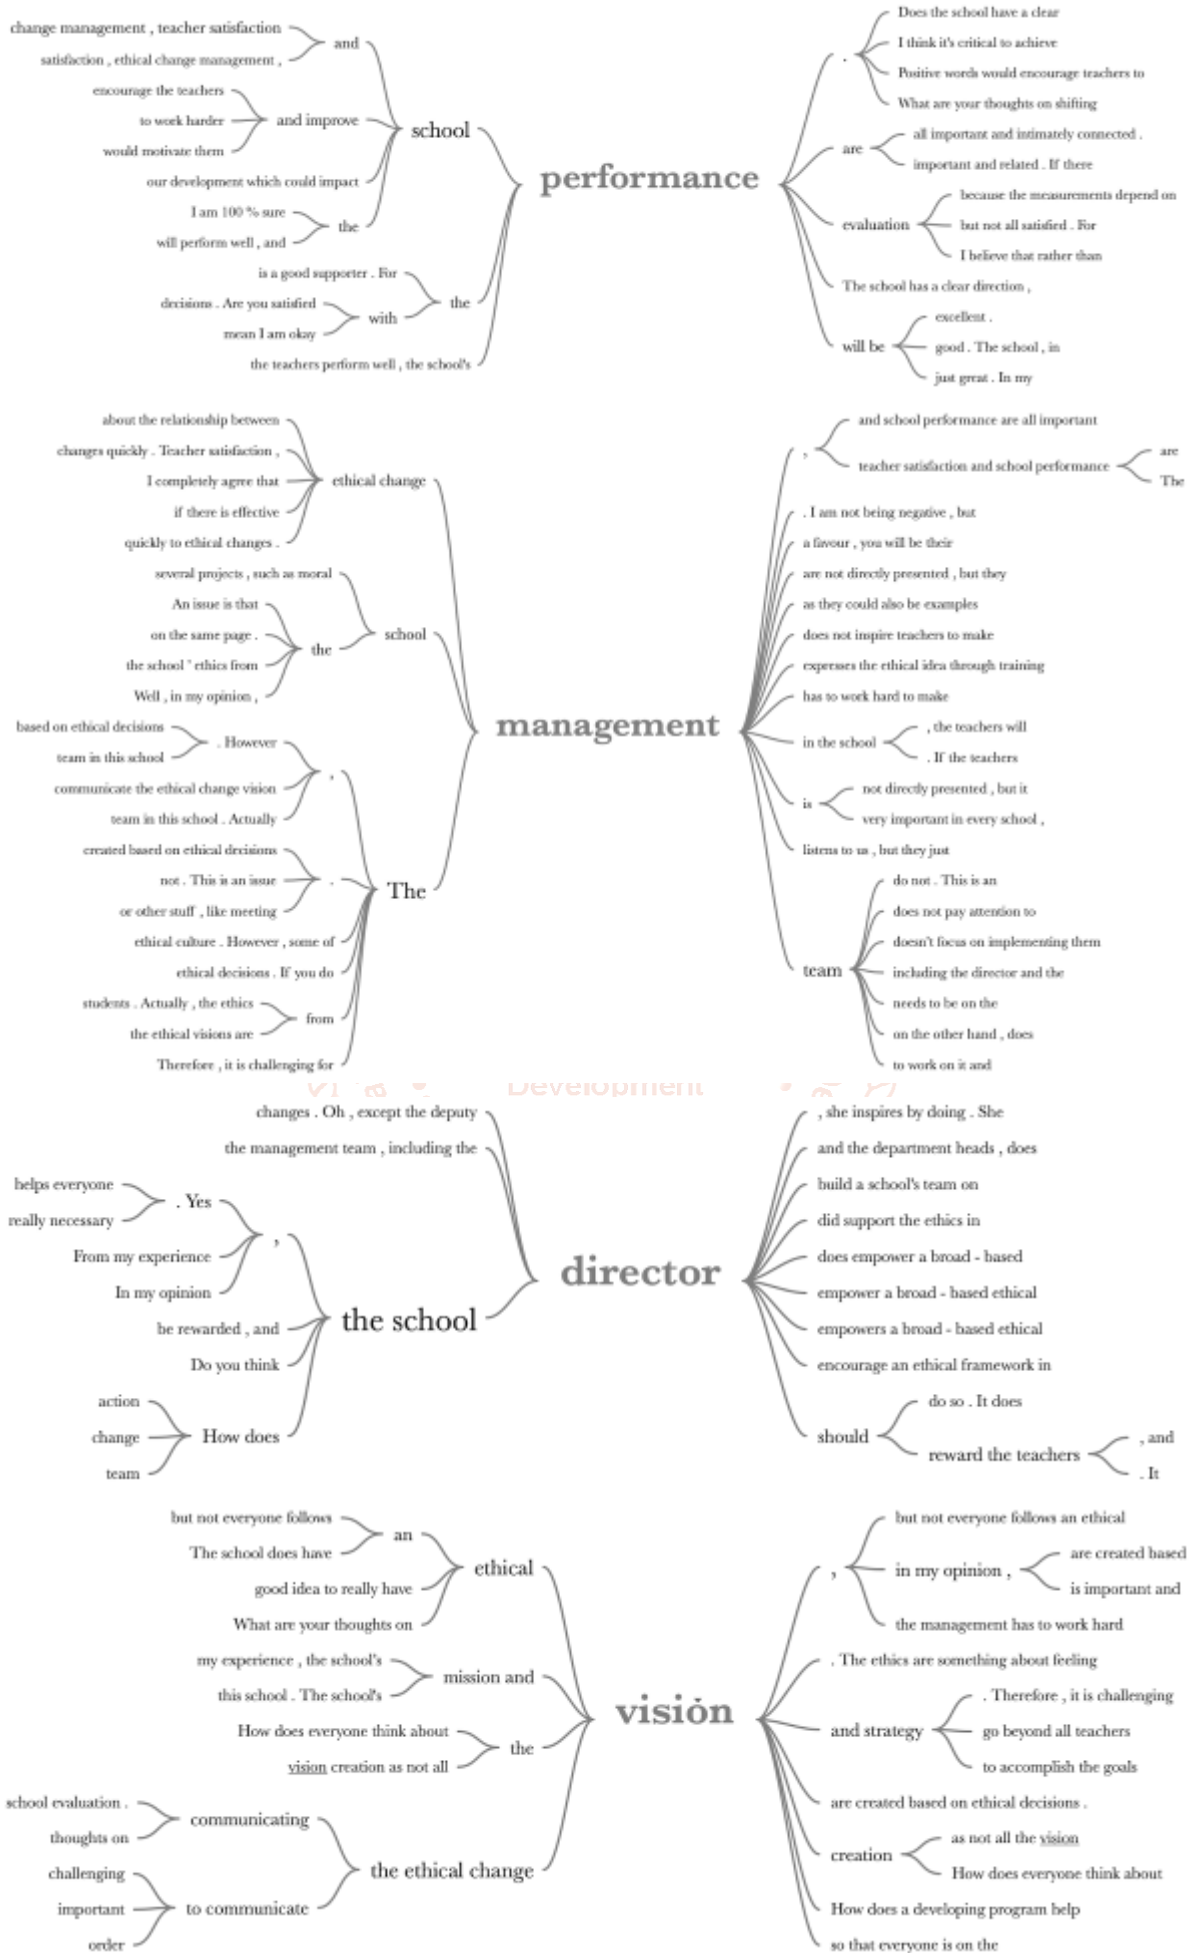 change management , teacher satisfaction
satisfaction , ethical change management ,
and
encourage the teachers
to work harder
would motivate them
and improve
our development which could impact
I am 100 % sure
will perform well , and
the
school
is a good supporter . For
decisions . Are you satisfied
mean I am okay
with
the
the teachers perform well , the school's
performance
.
Does the school have a clear
I think it's critical to achieve
Positive words would encourage teachers to
What are your thoughts on shifting
are
all important and intimately connected .
important and related . If there
evaluation
because the measurements depend on
but not all satisfied . For
I believe that rather than
The school has a clear direction ,
will be
excellent .
good . The school , in
just great . In my
about the relationship between
changes quickly . Teacher satisfaction ,
I completely agree that
if there is effective
quickly to ethical changes .
ethical change
several projects , such as moral
An issue is that
on the same page .
the school ' ethics from
Well , in my opinion ,
the
school
based on ethical decisions
team in this school
. However
communicate the ethical change vision
team in this school . Actually
,
created based on ethical decisions
not . This is an issue
or other stuff , like meeting
.
ethical culture . However , some of
ethical decisions . If you do
students . Actually , the ethics
the ethical visions are
from
Therefore , it is challenging for
The
management
,
and school performance are all important
teacher satisfaction and school performance
are
The
. I am not being negative , but
a favour , you will be their
are not directly presented , but they
as they could also be examples
does not inspire teachers to make
expresses the ethical idea through training
has to work hard to make
in the school
, the teachers will
. If the teachers
is
not directly presented , but it
very important in every school ,
listens to us , but they just
team
do not . This is an
does not pay attention to
doesn't focus on implementing them
including the director and the
needs to be on the
on the other hand , does
to work on it and
Development
changes . Oh , except the deputy
the management team , including the
helps everyone
really necessary
. Yes
From my experience
In my opinion
,
be rewarded , and
Do you think
action
change
team
How does
the school
director
, she inspires by doing . She
and the department heads , does
build a school's team on
did support the ethics in
does empower a broad - based
empower a broad - based ethical
empowers a broad - based ethical
encourage an ethical framework in
should
do so . It does
reward the teachers
, and
. It
but not everyone follows
The school does have
an
good idea to really have
What are your thoughts on
ethical
my experience , the school's
this school . The school's
mission and
How does everyone think about
vision creation as not all
the
school evaluation .
thoughts on
communicating
challenging
important
order
to communicate
the ethical change
vision
,
but not everyone follows an ethical
in my opinion ,
are created based
is important and
the management has to work hard
. The ethics are something about feeling
and strategy
. Therefore , it is challenging
go beyond all teachers
to accomplish the goals
are created based on ethical decisions .
creation
as not all the vision
How does everyone think about
How does a developing program help
so that everyone is on the